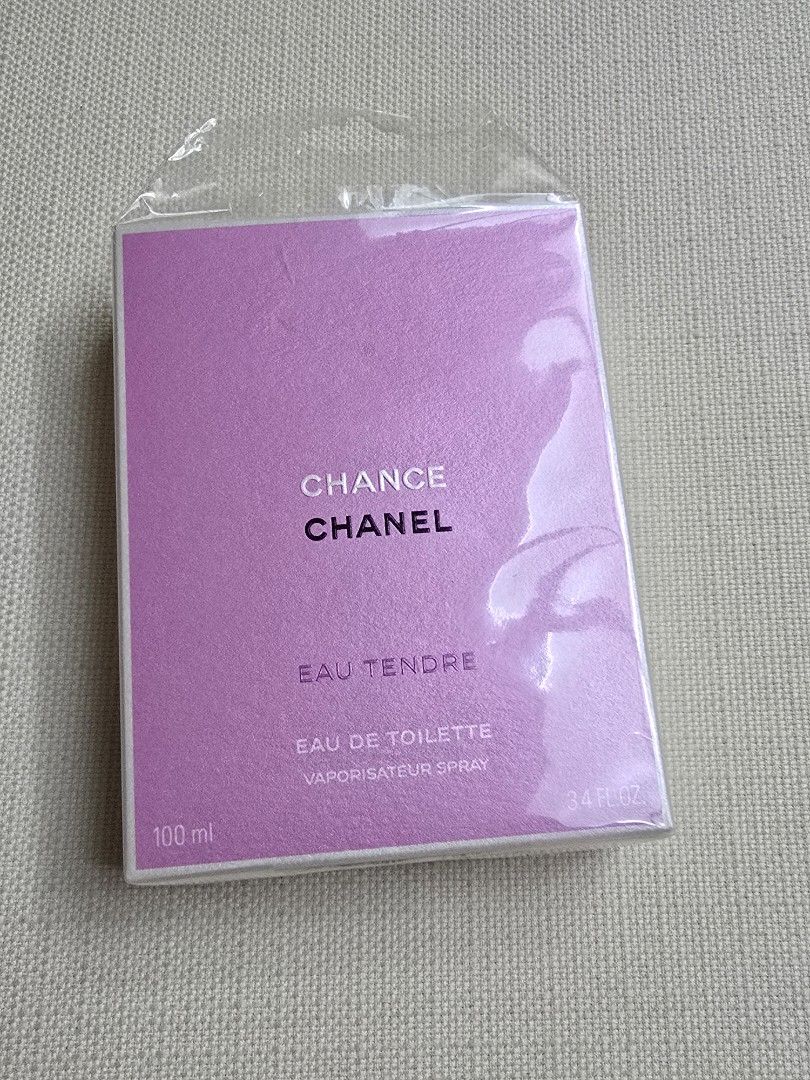 CHANCE
CHANEL
EAU TENDRE
EAU DE TOILETTE
VAPORISATEUR SPRAY
100 ml
3.4 FL. OZ.